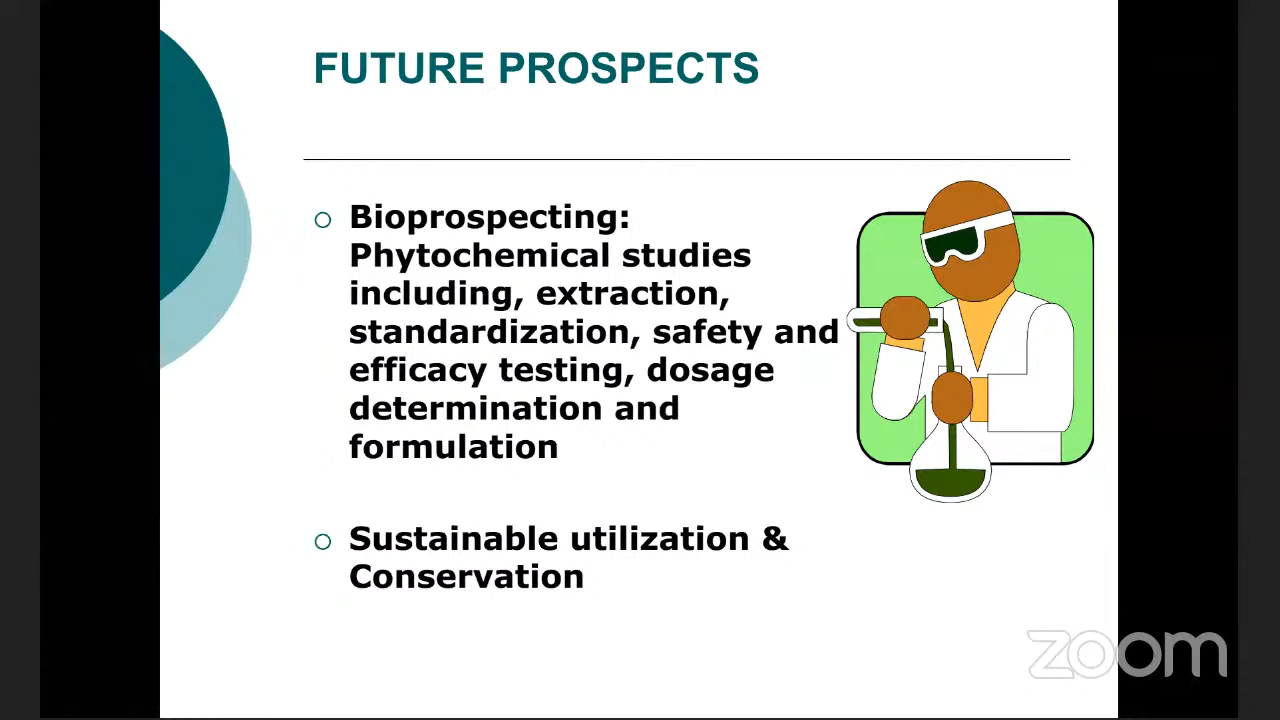 FUTURE PROSPECTS
Bioprospecting:
Phytochemical studies
including, extraction,
standardization, safety and
efficacy testing, dosage
determination and
formulation
Sustainable utilization &
Conservation
zoom